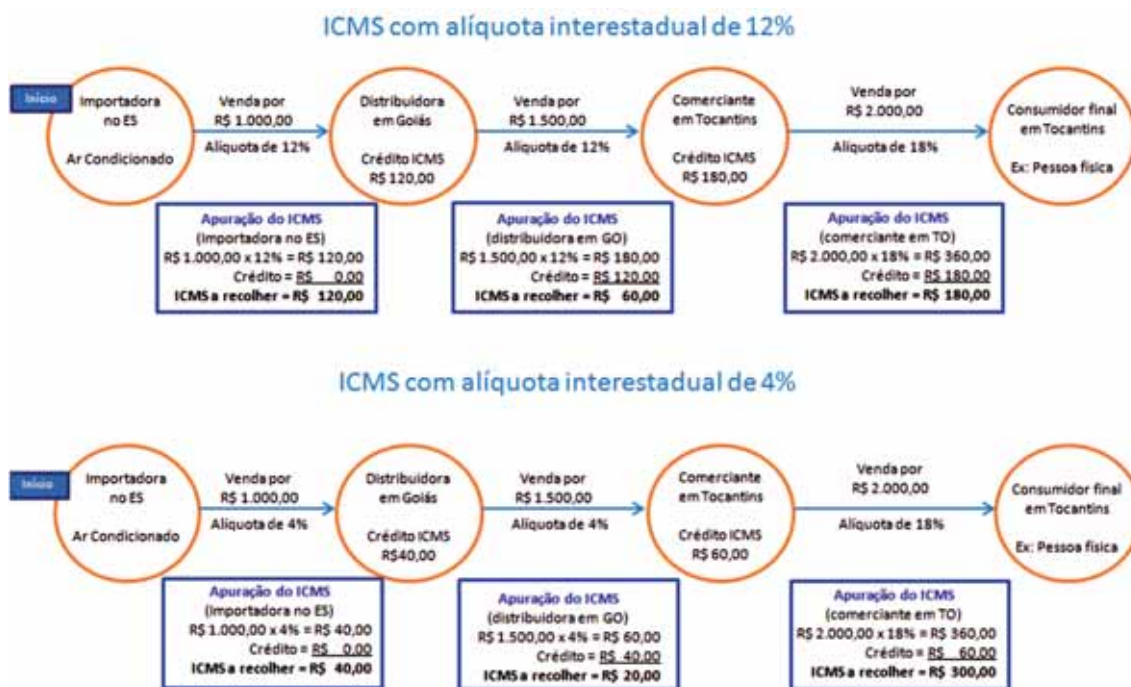 ICMS com alíquota interestadual de 12%
Início
Importadora
no ES
Ar Condicionado
Venda por
R$ 1.000,00
Alíquota de 12%
Distribuidora
em Goiás
Crédito ICMS
R$ 120,00
Venda por
R$ 1.500,00
Alíquota de 12%
Comerciante
em Tocantins
Crédito ICMS
R$ 180,00
Venda por
R$ 2.000,00
Alíquota de 18%
Consumidor final
em Tocantins
Ex: Pessoa física
Apuração do ICMS
(Importadora no ES)
R$ 1.000,00 x 12% = R$ 120,00
Crédito = R$ 0,00
ICMS a recolher = R$ 120,00
Apuração do ICMS
(distribuidora em GO)
R$ 1.500,00 x 12% = R$ 180,00
Crédito = R$ 120,00
ICMS a recolher = R$ 60,00
Apuração do ICMS
(comerciante em TO)
R$ 2.000,00 x 18% = R$ 360,00
Crédito = R$ 180,00
ICMS a recolher = R$ 180,00
ICMS com alíquota interestadual de 4%
Início
Importadora
no ES
Ar Condicionado
Venda por
R$ 1.000,00
Alíquota de 4%
Distribuidora
em Goiás
Crédito ICMS
R$40,00
Venda por
R$ 1.500,00
Alíquota de 4%
Comerciante
em Tocantins
Crédito ICMS
R$ 60,00
Venda por
R$ 2.000,00
Alíquota de 18%
Consumidor final
em Tocantins
Ex: Pessoa física
Apuração do ICMS
(Importadora no ES)
R$ 1.000,00 x 4% = R$ 40,00
Crédito = R$ 0,00
ICMS a recolher = R$ 40,00
Apuração do ICMS
(distribuidora em GO)
R$ 1.500,00 x 4% = R$ 60,00
Crédito = R$ 40,00
ICMS a recolher = R$ 20,00
Apuração do ICMS
(comerciante em TO)
R$ 2.000,00 x 18% = R$ 360,00
Crédito = R$ 60,00
ICMS a recolher = R$ 300,00